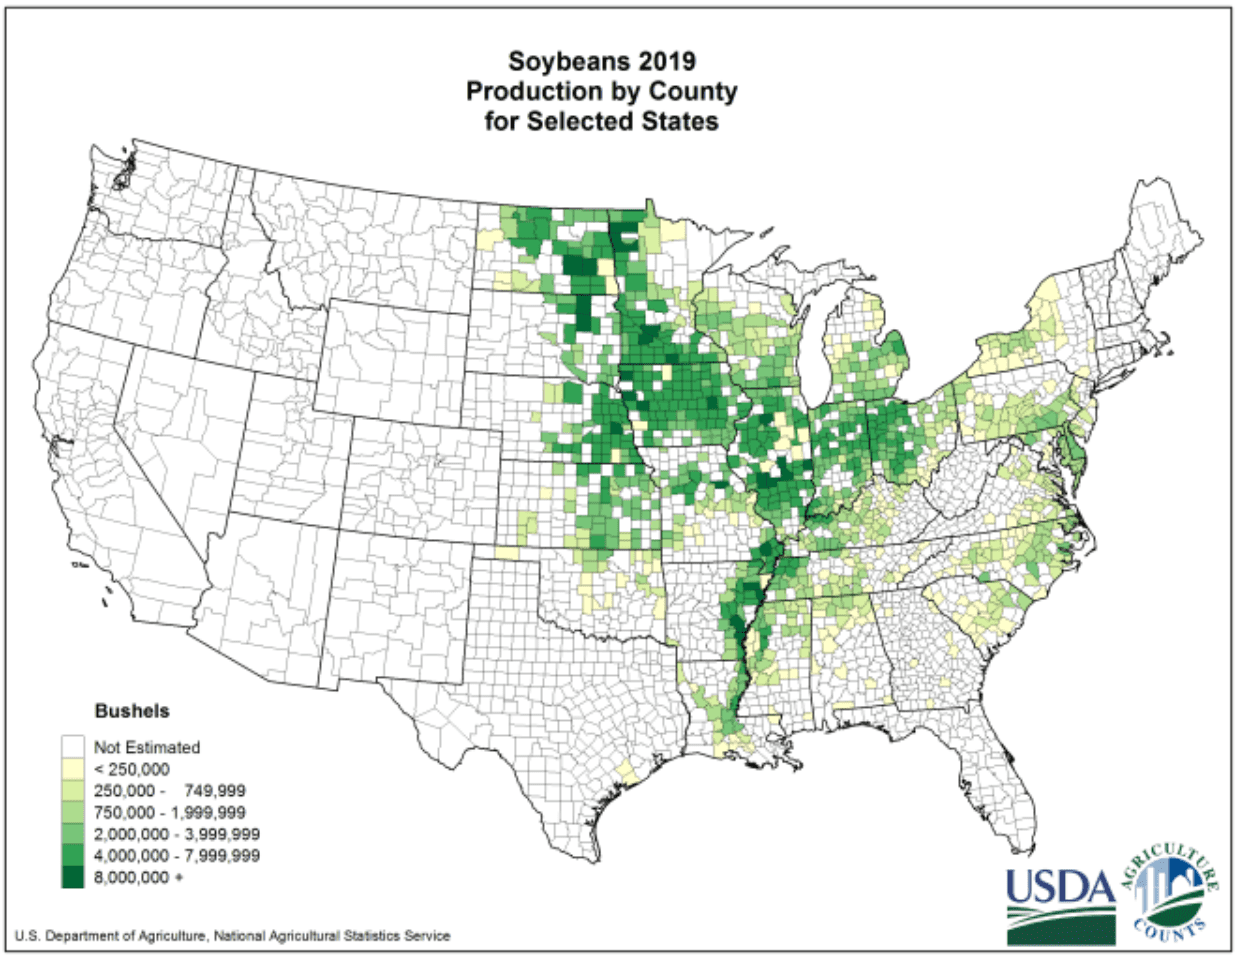 Soybeans 2019
Production by County
for Selected States
Bushels
Not Estimated
< 250,000
250,000 - 749,999
750,000 - 1,999,999
2,000,000 - 3,999,999
4,000,000 - 7,999,999
8,000,000 +
U.S. Department of Agriculture, National Agricultural Statistics Service
USDA
AGRICULTURE
COUNTS